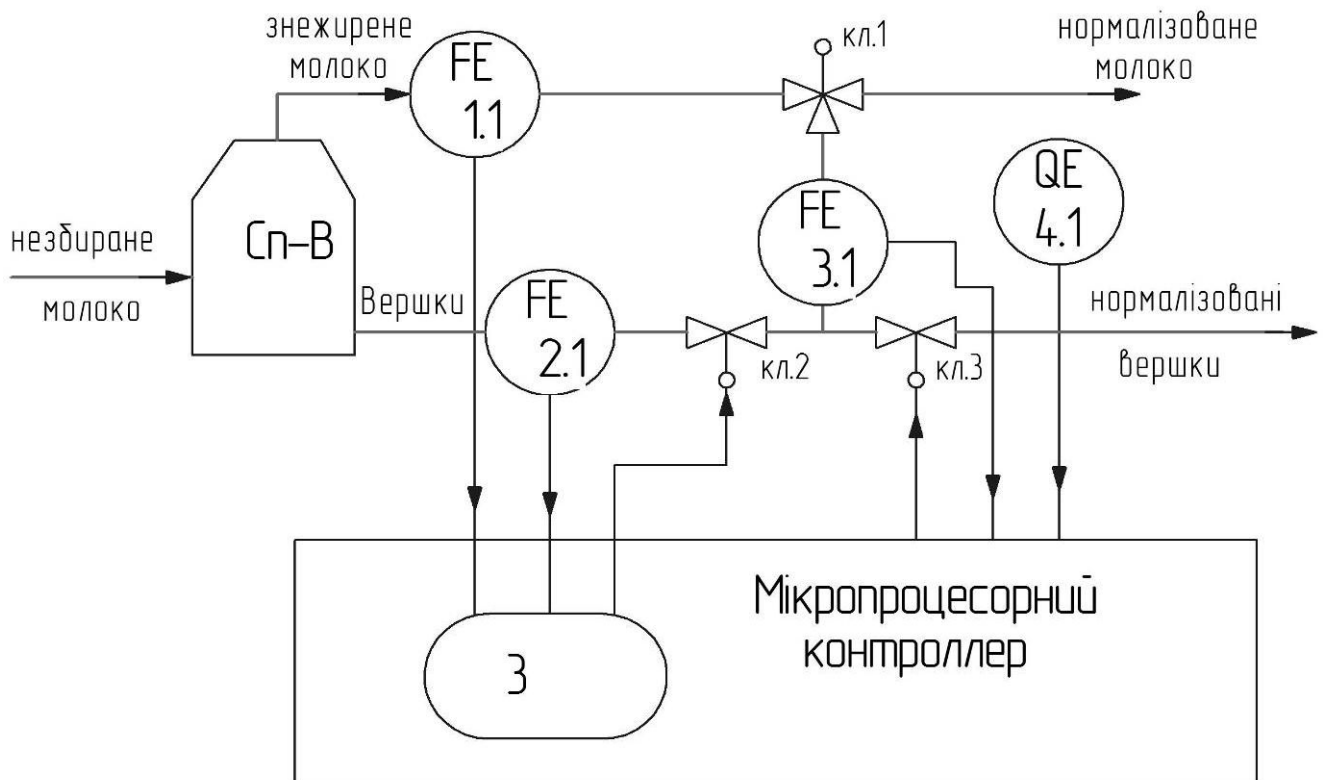 знежирене
молоко
FE
1.1
кл.1
нормалізоване
молоко
QE
4.1
незбиране
молоко
Сп-В
Вершки
FE
2.1
FE
3.1
кл.2
кл.3
нормалізовані
вершки
Мікропроцесорний
контроллер
3